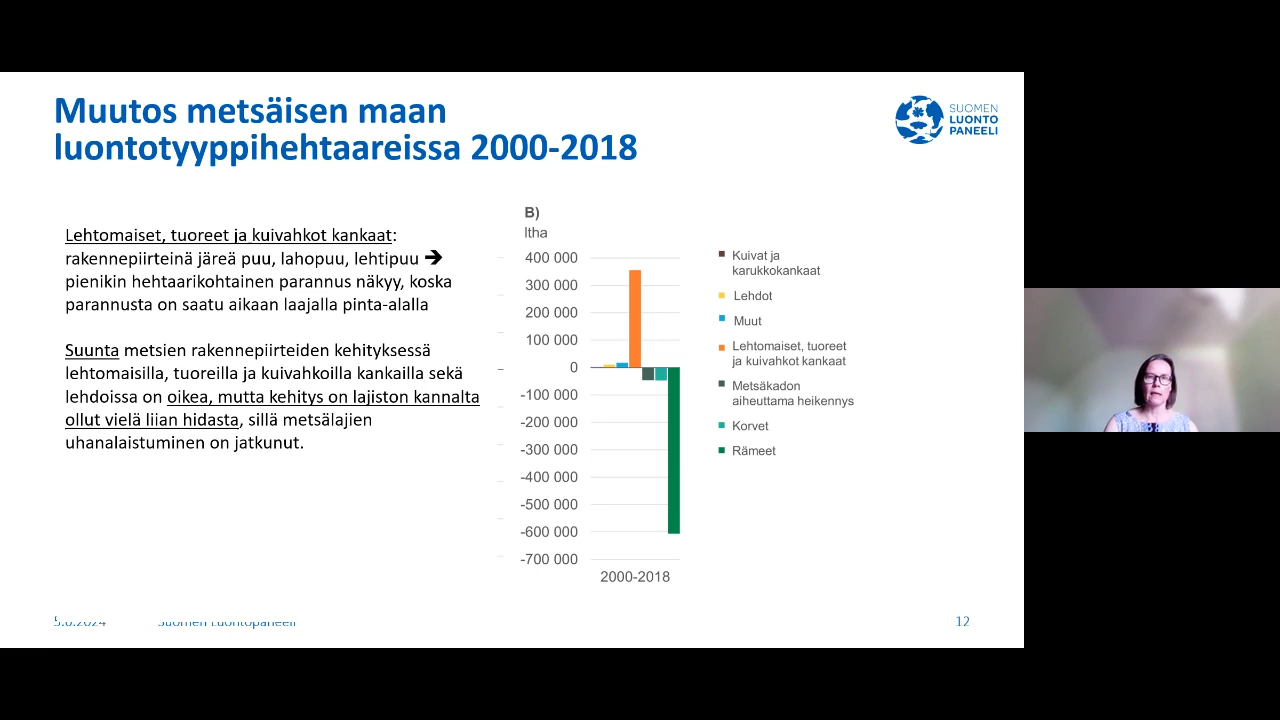 Muutos metsäisen maan
luontotyyppihehtaareissa 2000-2018
SUOMEN
LUONTO
PANEELI
Lehtomaiset, tuoreet ja kuivahkot kankaat:
rakennepiirteinä järeä puu, lahopuu, lehtipuu ➔
pienikin hehtaarikohtainen parannus näkyy, koska
parannusta on saatu aikaan laajalla pinta-alalla
Suunta metsien rakennepiirteiden kehityksessä
lehtomaisilla, tuoreilla ja kuivahkoilla kankailla sekä
lehdoissa on oikea, mutta kehitys on lajiston kannalta
ollut vielä liian hidasta, sillä metsälajien
uhanalaistuminen on jatkunut.
B)
ltha
400 000
300 000
200 000
100 000
0
-100 000
-200 000
-300 000
-400 000
-500 000
-600 000
-700 000
2000-2018
Kuivat ja
karukkokankaat
Lehdot
Muut
Lehtomaiset, tuoreet
ja kuivahkot kankaat
Metsäkadon
aiheuttama heikennys
Korvet
Rämeet
Suomen Luontopaneeli
12